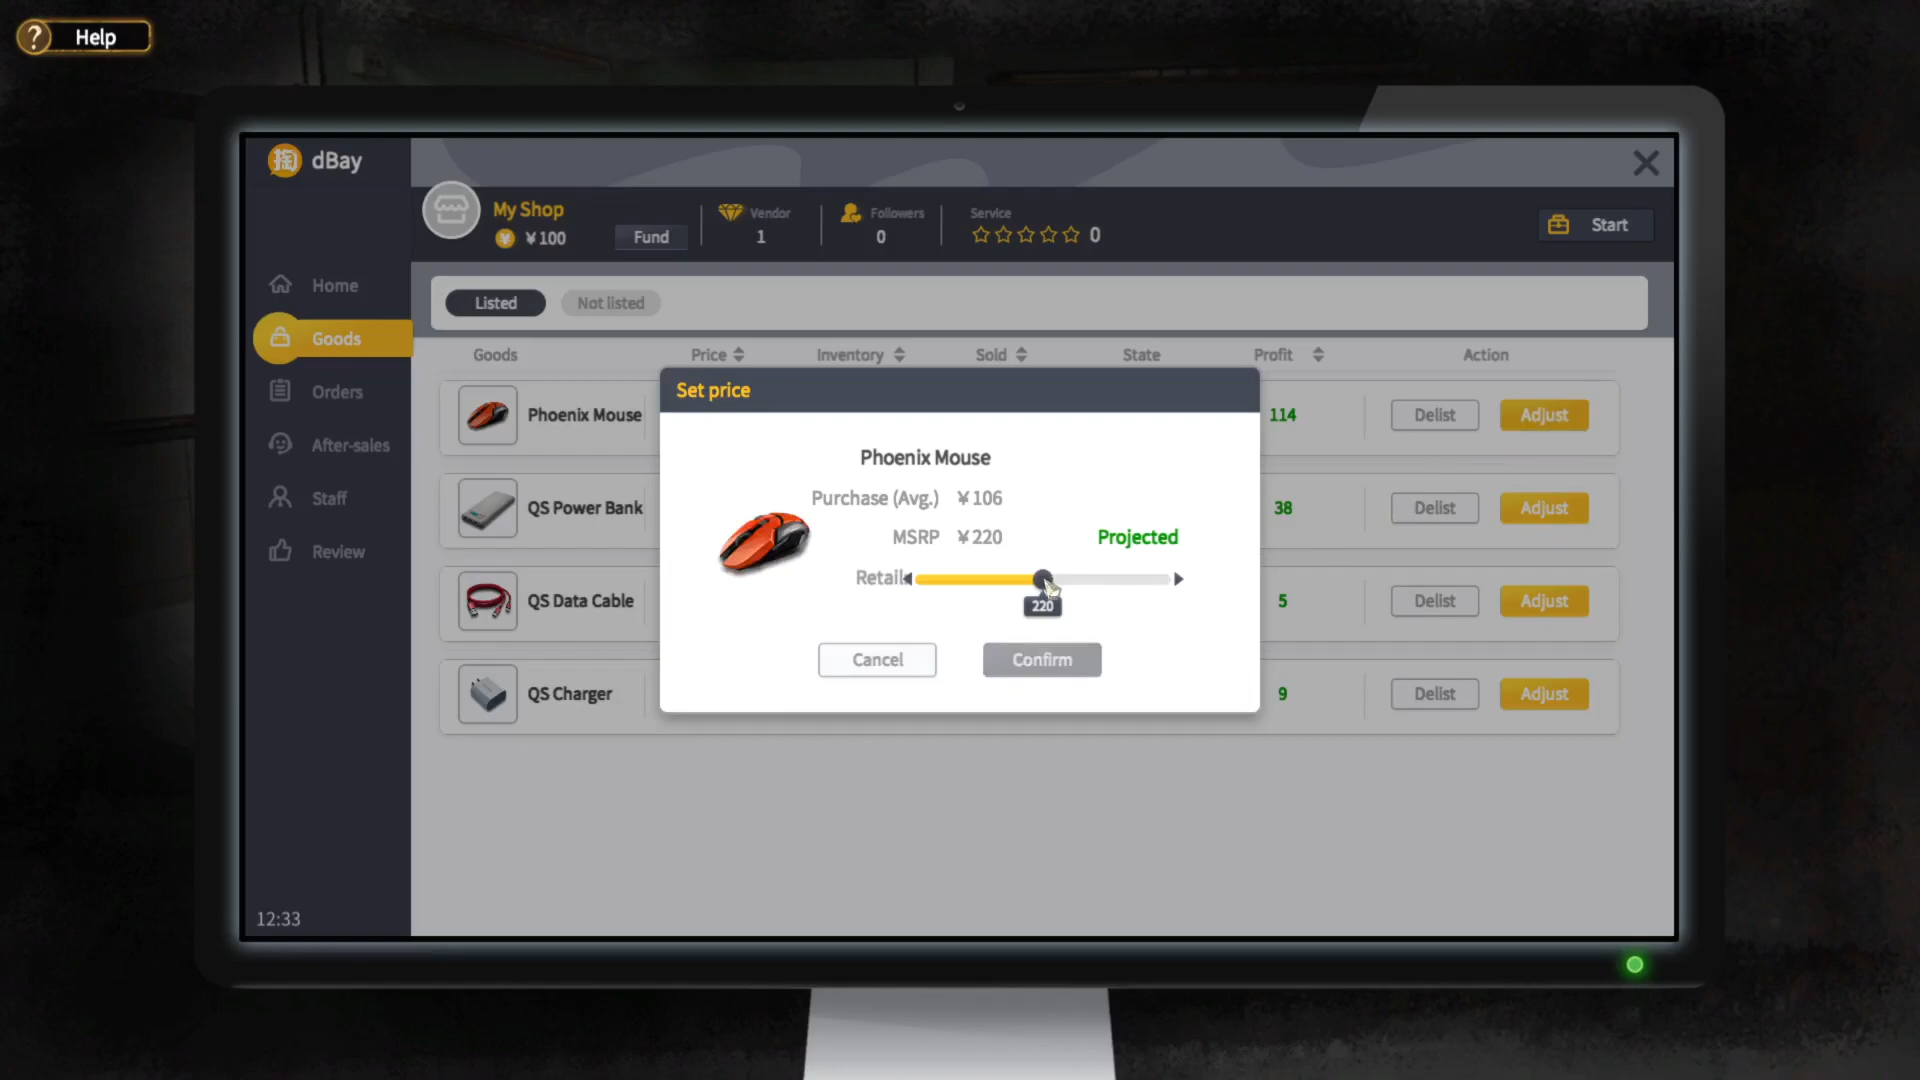 ? Help
掏 dBay
My Shop
¥ ¥100
Fund
Vendor
1
Followers
0
Service
0
Start
Home
Goods
Orders
After-sales
Staff
Review
12:33
Listed
Not listed
Goods
Price
Inventory
Sold
State
Profit
Action
Phoenix Mouse
114
Delist
Adjust
QS Power Bank
38
Delist
Adjust
QS Data Cable
5
Delist
Adjust
QS Charger
9
Delist
Adjust
Set price
Phoenix Mouse
Purchase (Avg.) ¥106
MSRP ¥220
Projected
Retail
220
Cancel
Confirm